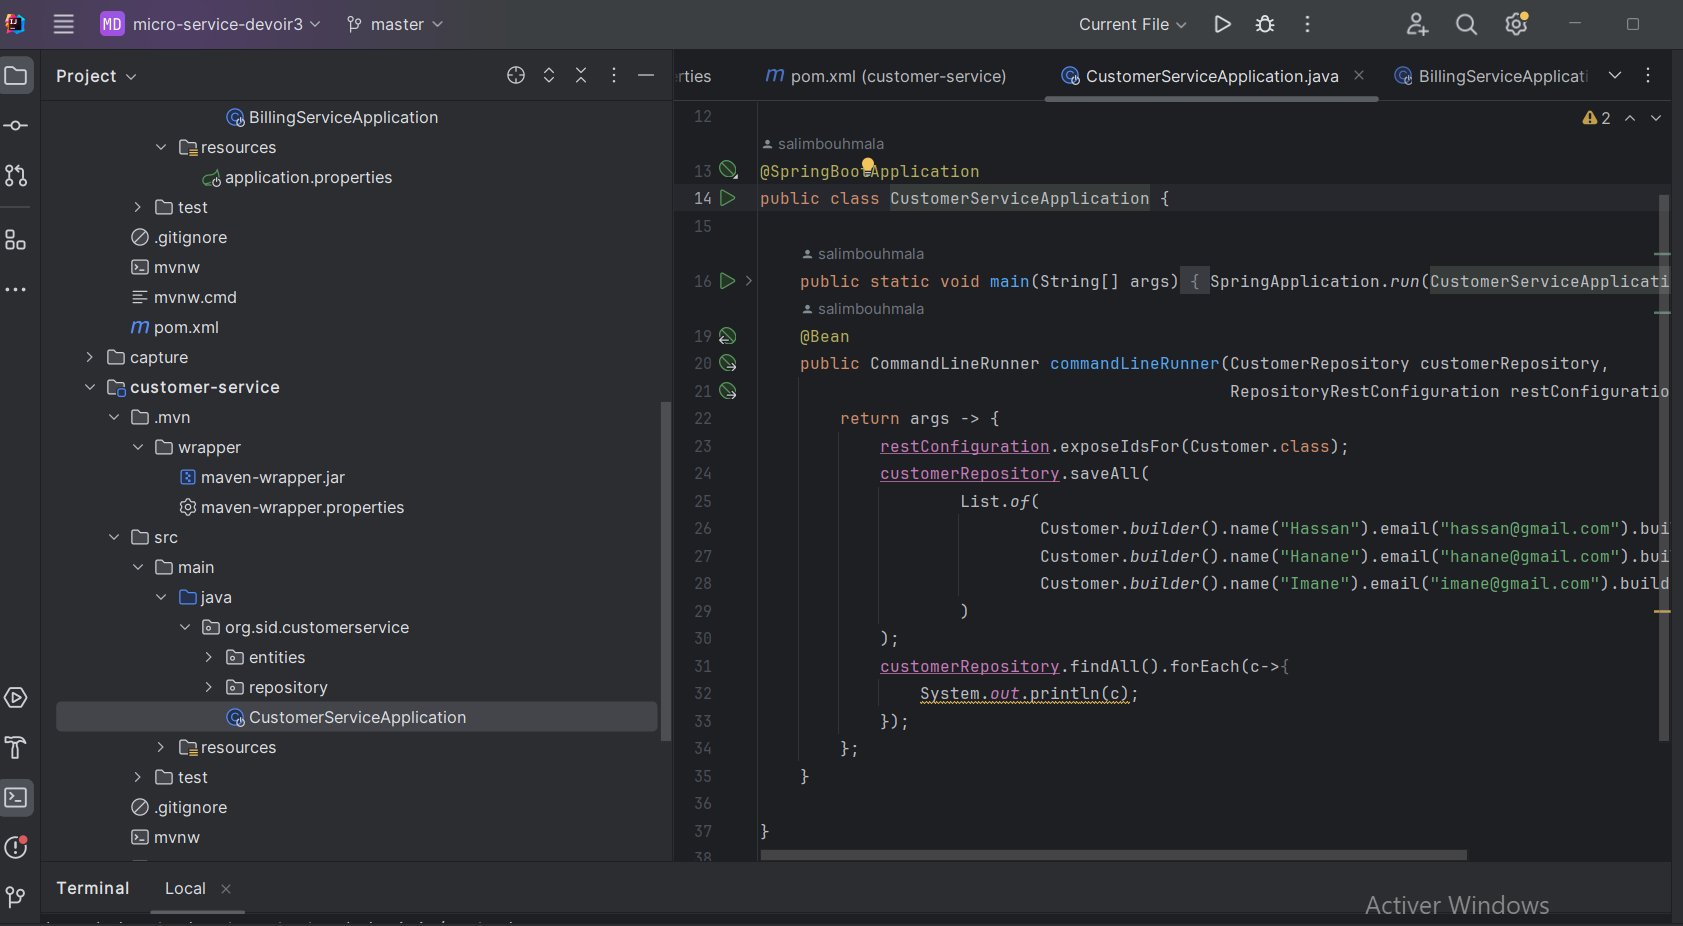 MD micro-service-devoir3 master Current File
Project
BillingServiceApplication
resources
application.properties
test
.gitignore
mvnw
mvnw.cmd
m pom.xml
capture
customer-service
.mvn
wrapper
maven-wrapper.jar
maven-wrapper.properties
src
main
java
org.sid.customerservice
entities
repository
CustomerServiceApplication
resources
test
.gitignore
mvnw
rties m pom.xml (customer-service) CustomerServiceApplication.java BillingServiceApplicati
2
12
salimbouhmala
13 @SpringBootApplication
14 public class CustomerServiceApplication {
15
salimbouhmala
16 public static void main(String[] args) { SpringApplication.run(CustomerServiceApplicati
salimbouhmala
19 @Bean
20 public CommandLineRunner commandLineRunner(CustomerRepository customerRepository,
21 RepositoryRestConfiguration restConfiguratio
22 return args -> {
23 restConfiguration.exposeIdsFor(Customer.class);
24 customerRepository.saveAll(
25 List.of(
26 Customer.builder().name("Hassan").email("hassan@gmail.com").bui
27 Customer.builder().name("Hanane").email("hanane@gmail.com").bui
28 Customer.builder().name("Imane").email("imane@gmail.com").build
29 )
30 );
31 customerRepository.findAll().forEach(c->{
32 System.out.println(c);
33 });
34 };
35 }
36
37 }
38
Terminal Local
Activer Windows